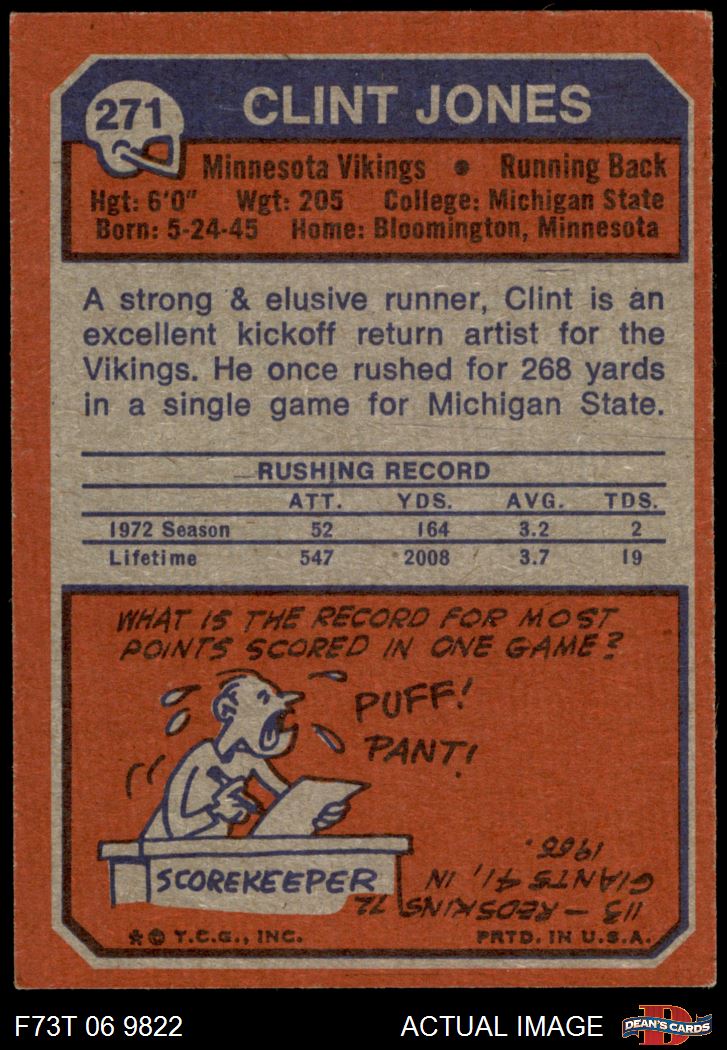 271
CLINT JONES
Minnesota Vikings • Running Back
Hgt: 6'0" Wgt: 205 College: Michigan State
Born: 5-24-45 Home: Bloomington, Minnesota
A strong & elusive runner, Clint is an
excellent kickoff return artist for the
Vikings. He once rushed for 268 yards
in a single game for Michigan State.
RUSHING RECORD
ATT. YDS. AVG. TDS.
1972 Season 52 164 3.2 2
Lifetime 547 2008 3.7 19
WHAT IS THE RECORD FOR MOST
POINTS SCORED IN ONE GAME?
PUFF!
PANT!
SCOREKEEPER
113 — REDSKINS 72
GIANTS 41, IN
1966.
★ © T.C.G., INC. PRTD. IN U.S.A.
F73T 06 9822 ACTUAL IMAGE
D
DEAN'S CARDS